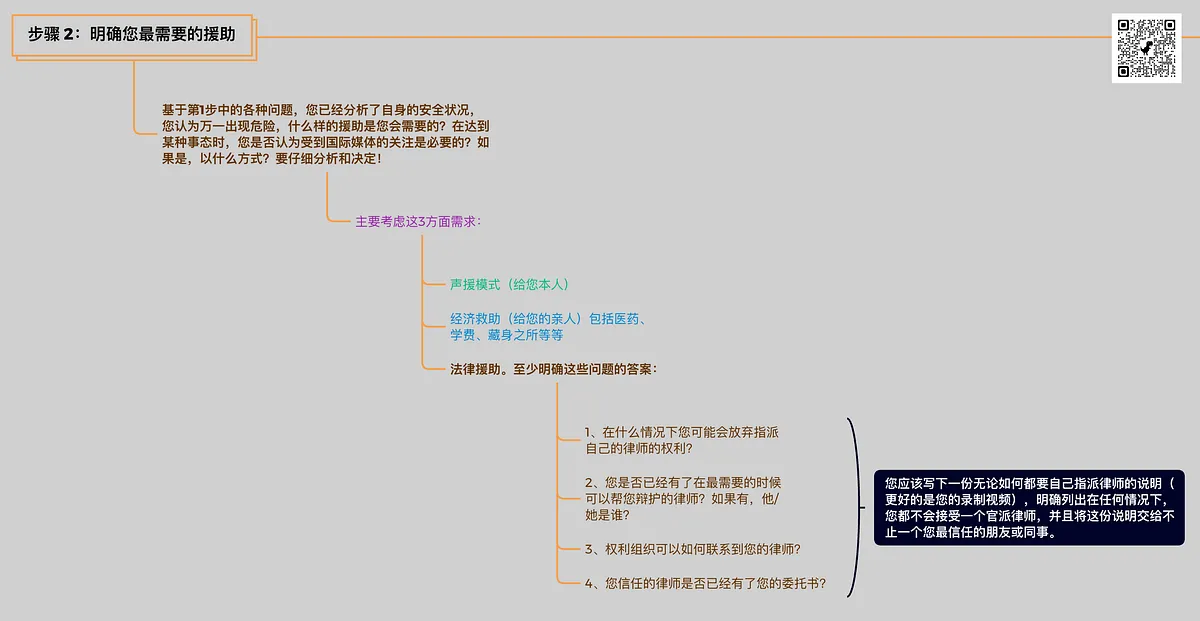 步骤 2：明确您最需要的援助
基于第1步中的各种问题，您已经分析了自身的安全状况，
您认为万一出现危险，什么样的援助是您会需要的？在达到
某种事态时，您是否认为受到国际媒体的关注是必要的？如
果是，以什么方式？要仔细分析和决定！
主要考虑这3方面需求：
声援模式（给您本人）
经济救助（给您的亲人）包括医药、
学费、藏身之所等等
法律援助。至少明确这些问题的答案：
1、在什么情况下您可能会放弃指派
自己的律师的权利？
2、您是否已经有了在最需要的时候
可以帮您辩护的律师？如果有，他/
她是谁？
3、权利组织可以如何联系到您的律师？
4、您信任的律师是否已经有了您的委托书？
您应该写下一份无论如何都要自己指派律师的说明（
更好的是您的录制视频），明确列出在任何情况下，
您都不会接受一个官派律师，并且将这份说明交给不
止一个您最信任的朋友或同事。